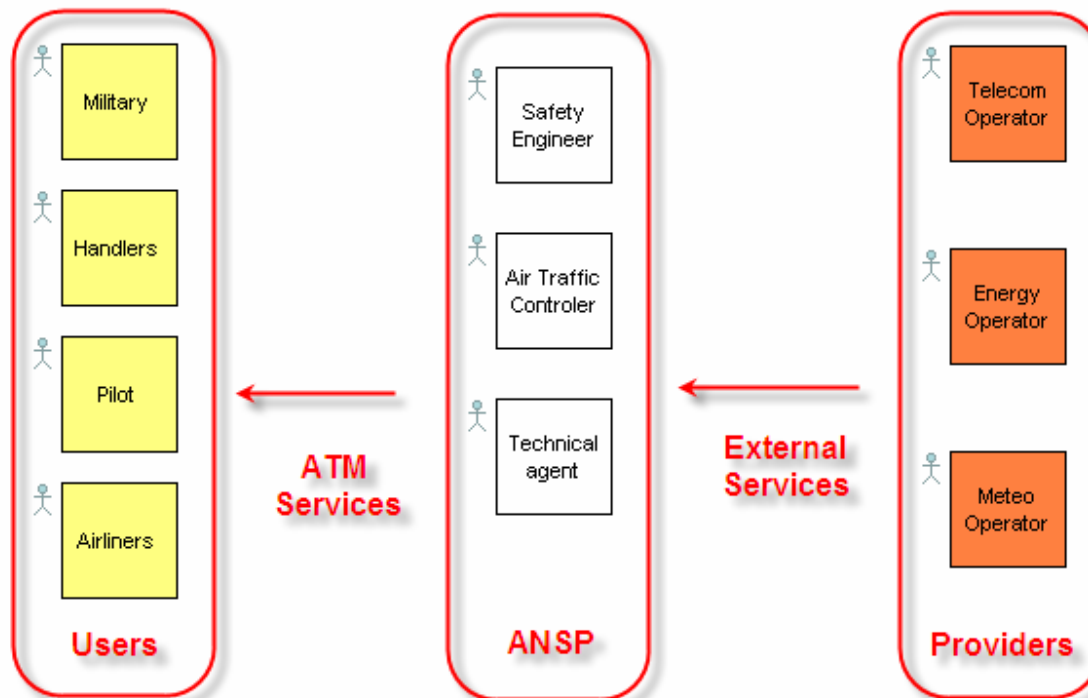 Military
Handlers
Pilot
Airliners
Users
ATM
Services
Safety
Engineer
Air Traffic
Controler
Technical
agent
ANSP
External
Services
Telecom
Operator
Energy
Operator
Meteo
Operator
Providers